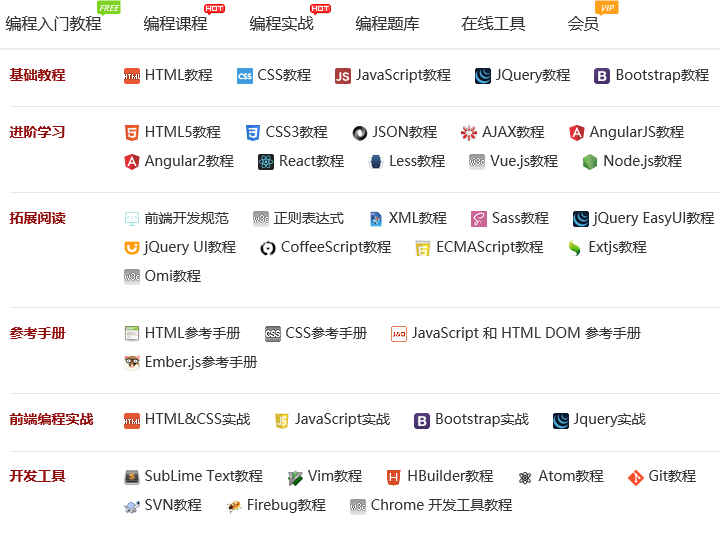 编程入门教程 FREE 编程课程 HOT 编程实战 HOT 编程题库 在线工具 会员 VIP
基础教程 HTML教程 CSS教程 JavaScript教程 JQuery教程 Bootstrap教程
进阶学习 HTML5教程 CSS3教程 JSON教程 AJAX教程 AngularJS教程
Angular2教程 React教程 Less教程 Vue.js教程 Node.js教程
拓展阅读 前端开发规范 正则表达式 XML教程 Sass教程 jQuery EasyUI教程
jQuery UI教程 CoffeeScript教程 ECMAScript教程 Extjs教程
Omi教程
参考手册 HTML参考手册 CSS参考手册 JavaScript 和 HTML DOM 参考手册
Ember.js参考手册
前端编程实战 HTML&CSS实战 JavaScript实战 Bootstrap实战 Jquery实战
开发工具 SubLime Text教程 Vim教程 HBuilder教程 Atom教程 Git教程
SVN教程 Firebug教程 Chrome 开发工具教程